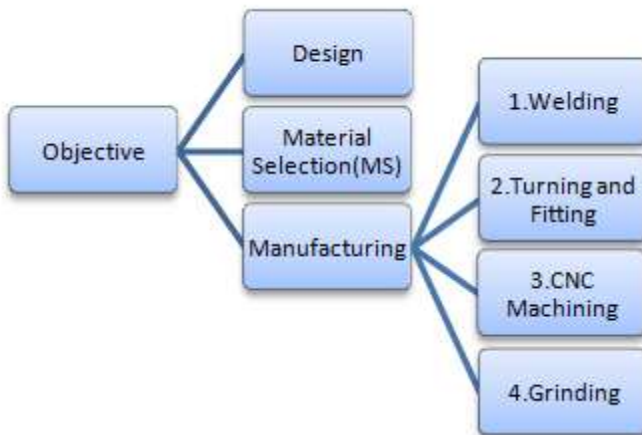 Objective
Design
Material
Selection(MS)
Manufacturing
1.Welding
2.Turning and
Fitting
3.CNC
Machining
4.Grinding